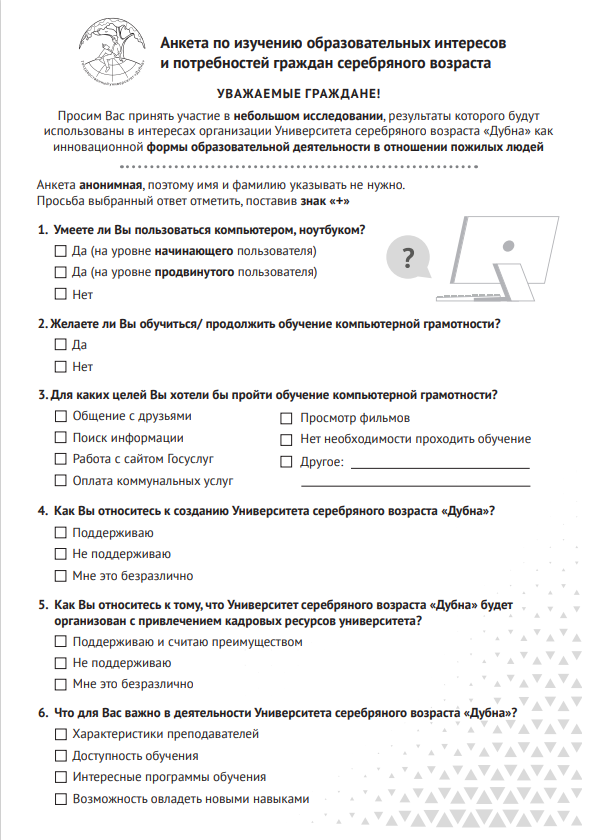 Анкета по изучению образовательных интересов
и потребностей граждан серебряного возраста
УВАЖАЕМЫЕ ГРАЖДАНЕ!
Просим Вас принять участие в небольшом исследовании, результаты которого будут
использованы в интересах организации Университета серебряного возраста «Дубна» как
инновационной формы образовательной деятельности в отношении пожилых людей
Анкета анонимная, поэтому имя и фамилию указывать не нужно.
Просьба выбранный ответ отметить, поставив знак «+»
1. Умеете ли Вы пользоваться компьютером, ноутбуком?
Да (на уровне начинающего пользователя)
Да (на уровне продвинутого пользователя)
Нет
?
2. Желаете ли Вы обучиться/ продолжить обучение компьютерной грамотности?
Да
Нет
3. Для каких целей Вы хотели бы пройти обучение компьютерной грамотности?
Общение с друзьями
Поиск информации
Работа с сайтом Госуслуг
Оплата коммунальных услуг
Просмотр фильмов
Нет необходимости проходить обучение
Другое:
4. Как Вы относитесь к созданию Университета серебряного возраста «Дубна»?
Поддерживаю
Не поддерживаю
Мне это безразлично
5. Как Вы относитесь к тому, что Университет серебряного возраста «Дубна» будет
организован с привлечением кадровых ресурсов университета?
Поддерживаю и считаю преимуществом
Не поддерживаю
Мне это безразлично
6. Что для Вас важно в деятельности Университета серебряного возраста «Дубна»?
Характеристики преподавателей
Доступность обучения
Интересные программы обучения
Возможность овладеть новыми навыками